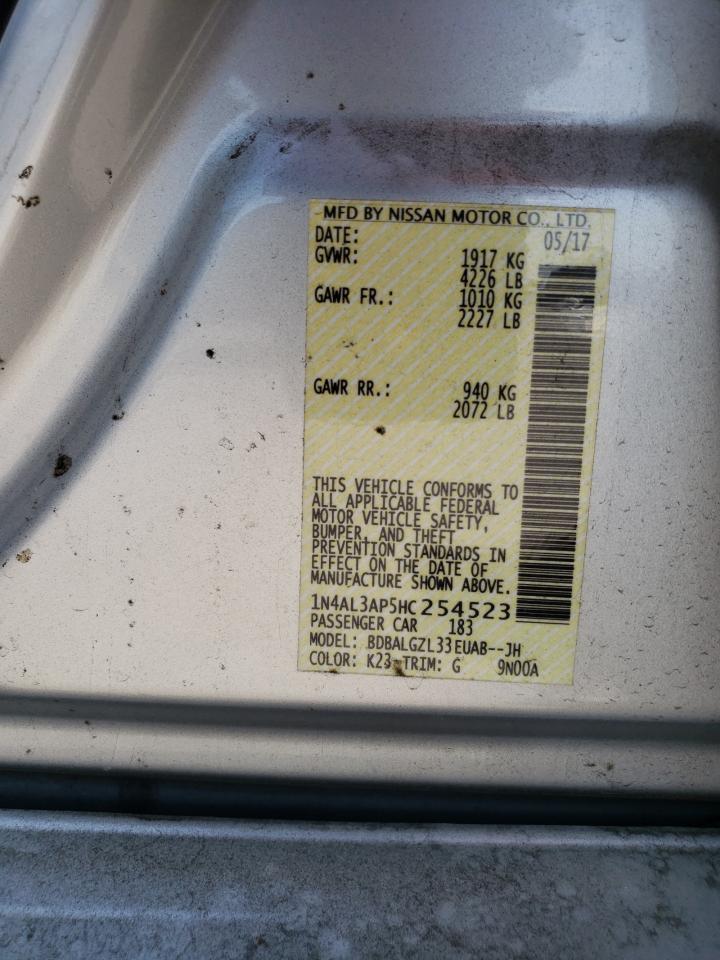 MFD BY NISSAN MOTOR CO., LTD.
DATE: 05/17
GVWR: 1917 KG
4226 LB
GAWR FR.: 1010 KG
2227 LB
GAWR RR.: 940 KG
2072 LB
THIS VEHICLE CONFORMS TO
ALL APPLICABLE FEDERAL
MOTOR VEHICLE SAFETY,
BUMPER, AND THEFT
PREVENTION STANDARDS IN
EFFECT ON THE DATE OF
MANUFACTURE SHOWN ABOVE.
1N4AL3AP5HC254523
PASSENGER CAR 183
MODEL: BDBALGZL33EUAB--JH
COLOR: K23 TRIM: G 9N00A